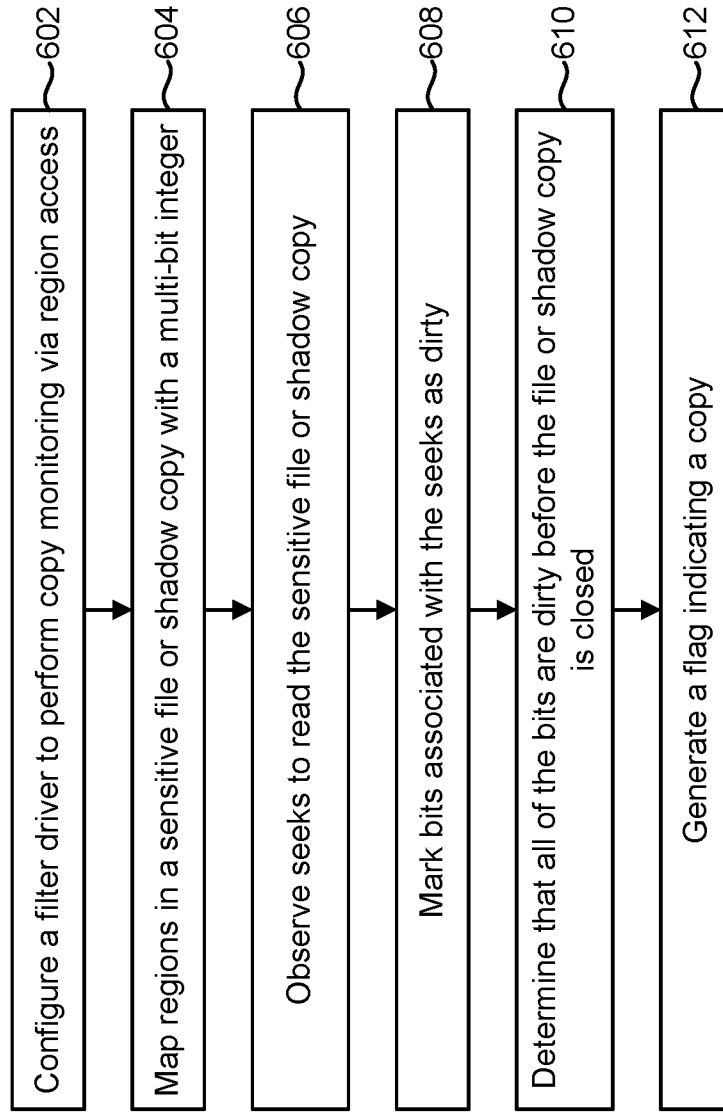 Configure a filter driver to perform copy monitoring via region access
602
Map regions in a sensitive file or shadow copy with a multi-bit integer
604
Observe seeks to read the sensitive file or shadow copy
606
Mark bits associated with the seeks as dirty
608
Determine that all of the bits are dirty before the file or shadow copy
is closed
610
Generate a flag indicating a copy
612